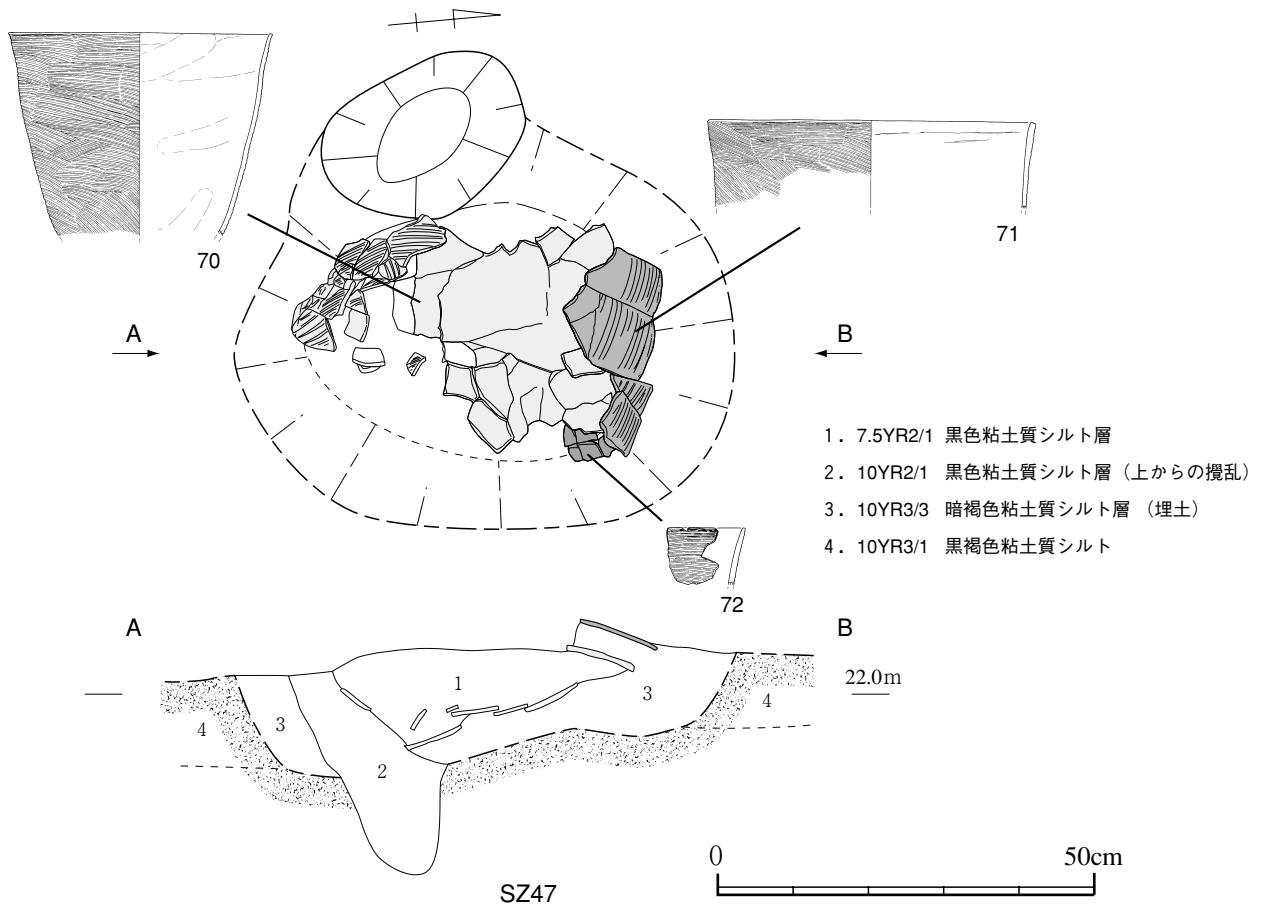 70
71
A
B
1．7.5YR2/1 黒色粘土質シルト層
2．10YR2/1 黒色粘土質シルト層（上からの攪乱）
3．10YR3/3 暗褐色粘土質シルト層 （埋土）
4．10YR3/1 黒褐色粘土質シルト
72
A
B
22.0m
1
3
4
4
3
2
0
50cm
SZ47